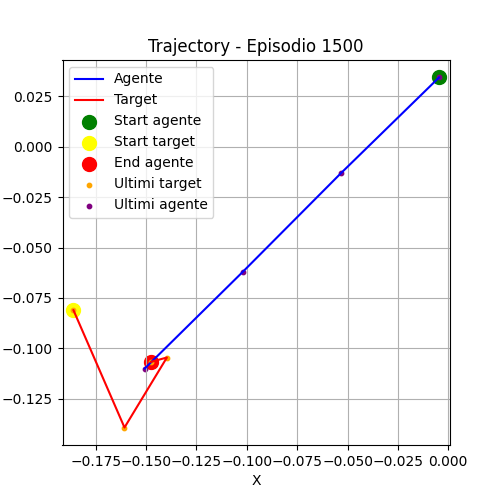 Trajectory - Episodio 1500
Agente
Target
Start agente
Start target
End agente
Ultimi target
Ultimi agente
0.025
0.000
−0.025
−0.050
−0.075
−0.100
−0.125
−0.175 −0.150 −0.125 −0.100 −0.075 −0.050 −0.025 0.000
X